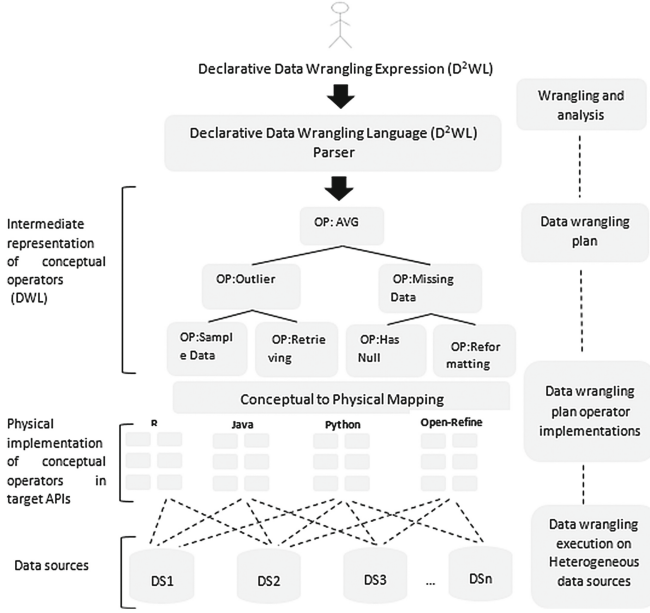 Declarative Data Wrangling Expression (D²WL)
Declarative Data Wrangling Language (D²WL)
Parser
Wrangling and
analysis
Intermediate
representation
of conceptual
operators
(DWL)
OP: AVG
OP:Outlier
OP:Missing
Data
OP:Sampl
e Data
OP:Retrie
ving
OP:Has
Null
OP:Refor
matting
Data wrangling
plan
Conceptual to Physical Mapping
Physical
implementation
of conceptual
operators in
target APIs
R
Java
Python
Open-Refine
Data wrangling
plan operator
implementations
Data sources
DS1
DS2
DS3
...
DSn
Data wrangling
execution on
Heterogeneous
data sources